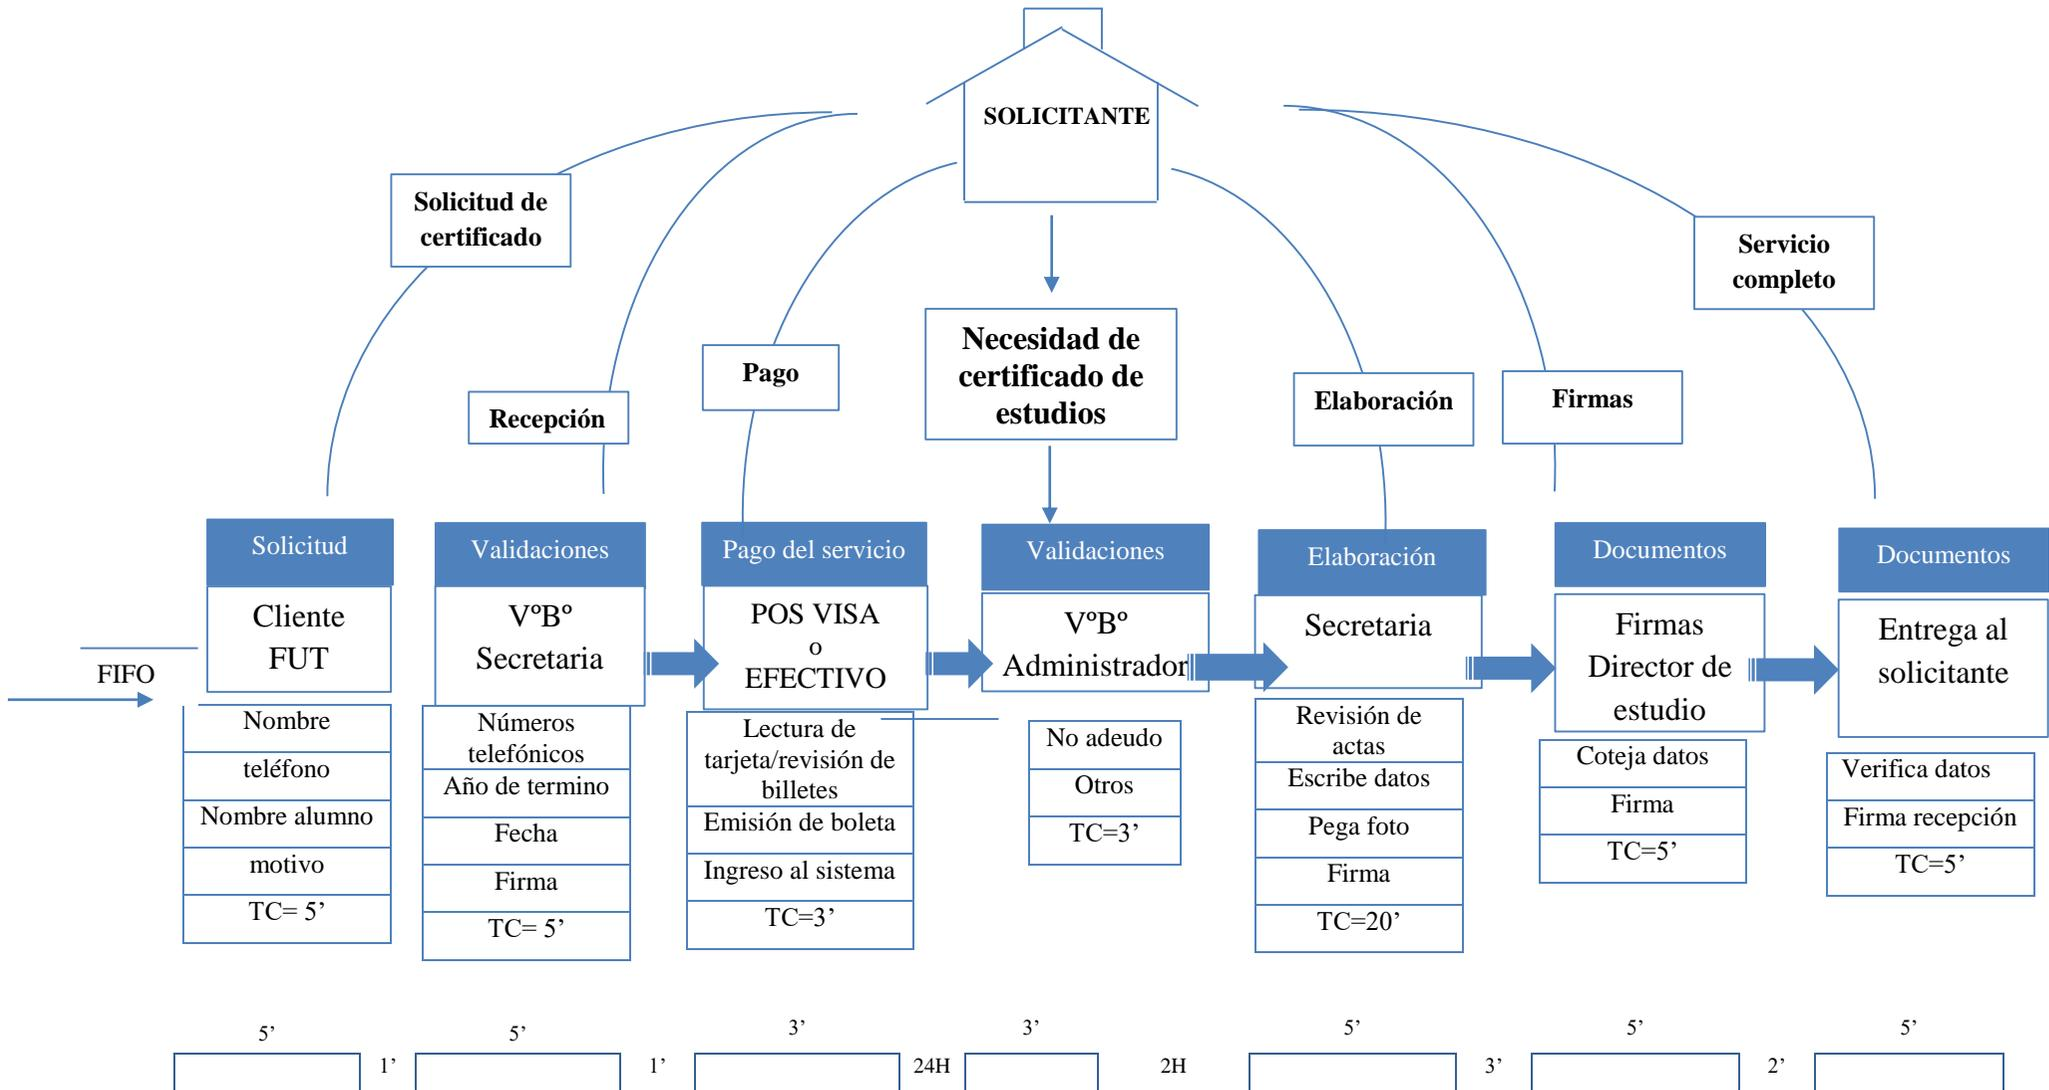 SOLICITANTE
Solicitud de
certificado
Servicio
completo
Necesidad de
certificado de
estudios
Pago
Recepción
Elaboración
Firmas
Solicitud
Cliente
FUT
FIFO
Nombre
teléfono
Nombre alumno
motivo
TC= 5’
Validaciones
VºBº
Secretaria
Números
telefónicos
Año de termino
Fecha
Firma
TC= 5’
Pago del servicio
POS VISA
o
EFECTIVO
Lectura de
tarjeta/revisión de
billetes
Emisión de boleta
Ingreso al sistema
TC=3’
Validaciones
VºBº
Administrador
No adeudo
Otros
TC=3’
Elaboración
Secretaria
Revisión de
actas
Escribe datos
Pega foto
Firma
TC=20’
Documentos
Firmas
Director de
estudio
Coteja datos
Firma
TC=5’
Documentos
Entrega al
solicitante
Verifica datos
Firma recepción
TC=5’
5’
1’
5’
1’
3’
24H
3’
2H
5’
3’
5’
2’
5’